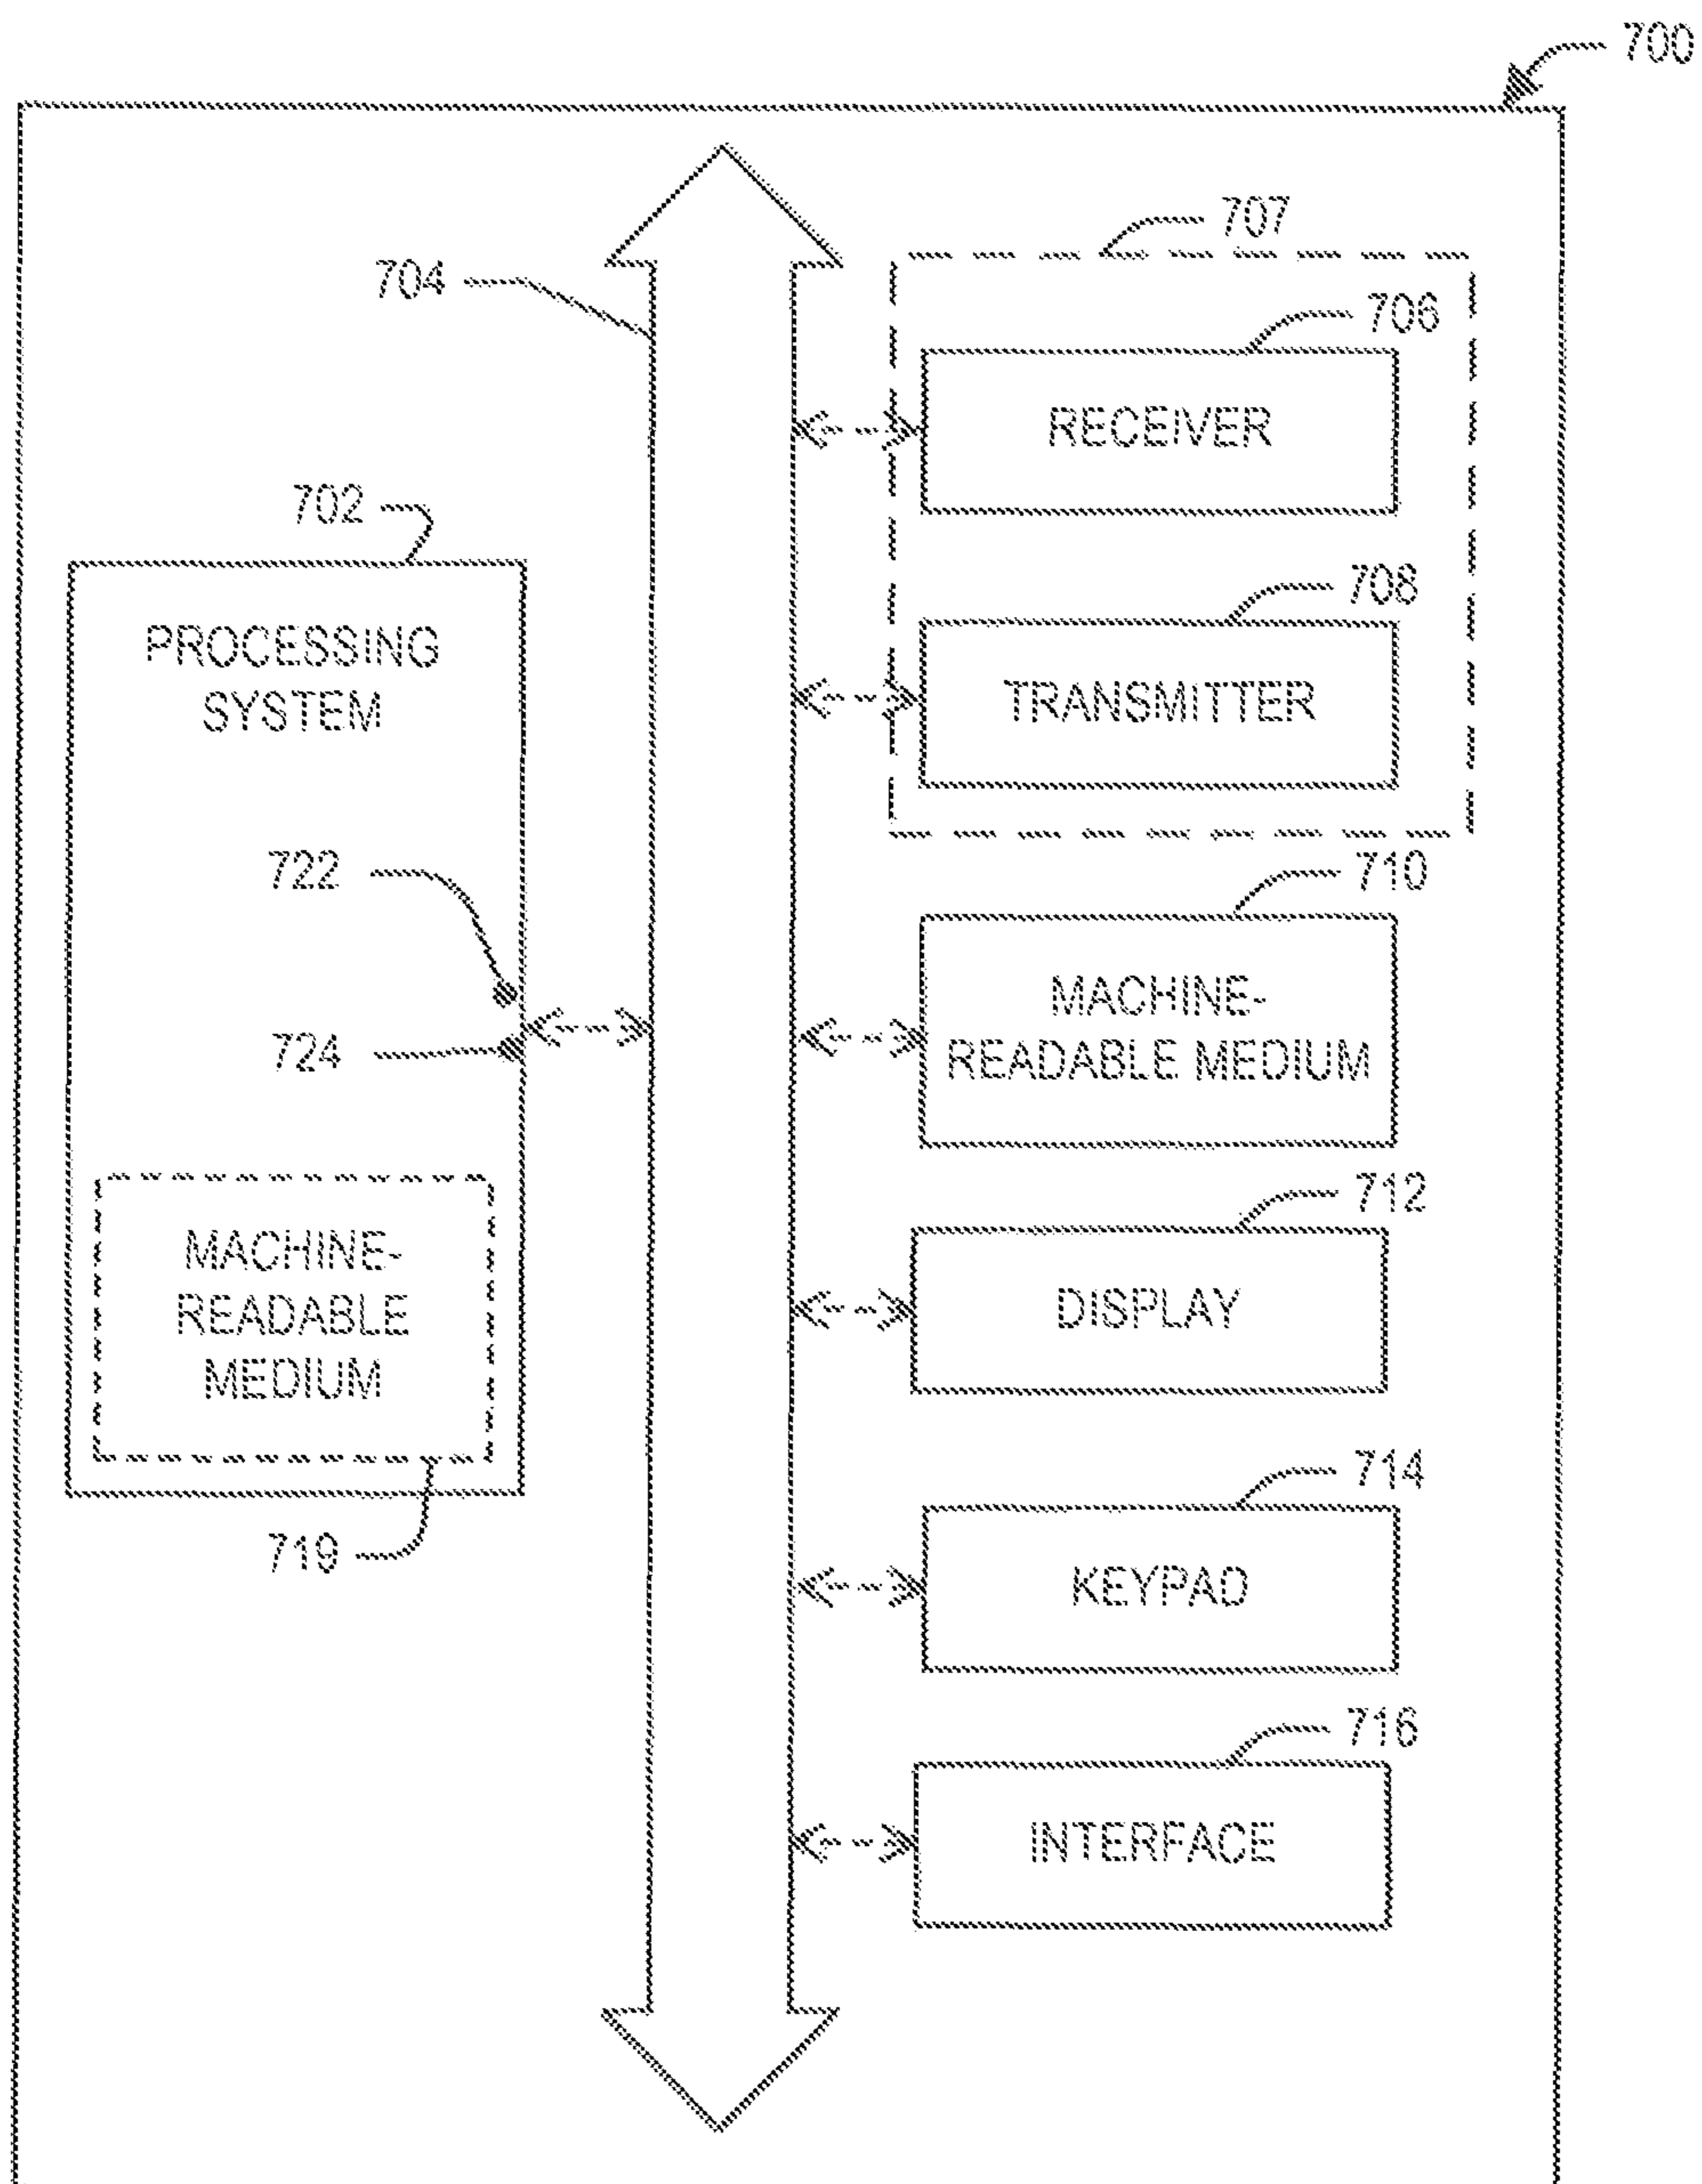 700
707
704
706
RECEIVER
702
708
PROCESSING
SYSTEM
TRANSMITTER
722
710
MACHINE-
READABLE MEDIUM
724
712
MACHINE-
READABLE
MEDIUM
DISPLAY
714
719
KEYPAD
716
INTERFACE